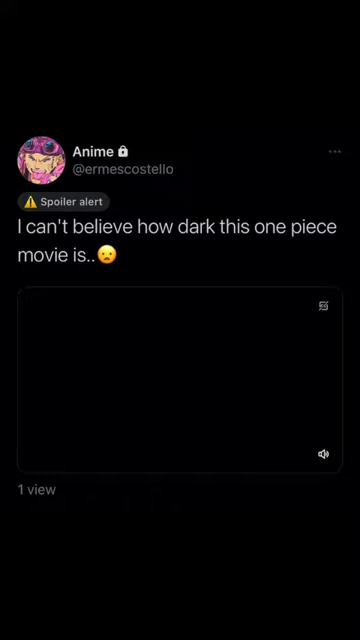 Anime
@ermescostello
Spoiler alert
I can't believe how dark this one piece
movie is..😦
1 view